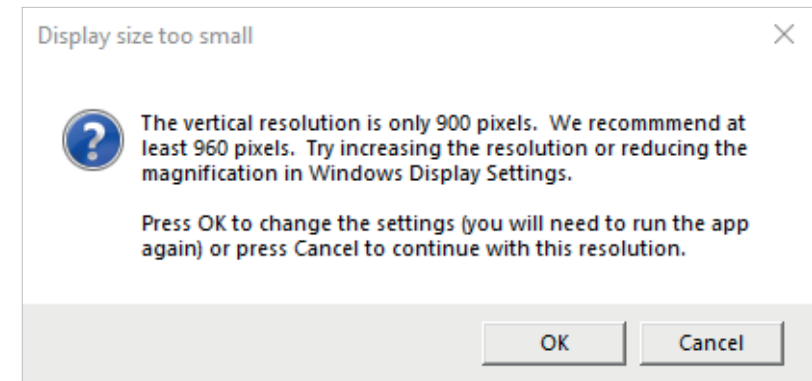 Display size too small
The vertical resolution is only 900 pixels.  We recommmend at
least 960 pixels.  Try increasing the resolution or reducing the
magnification in Windows Display Settings.
Press OK to change the settings (you will need to run the app
again) or press Cancel to continue with this resolution.
OK
Cancel